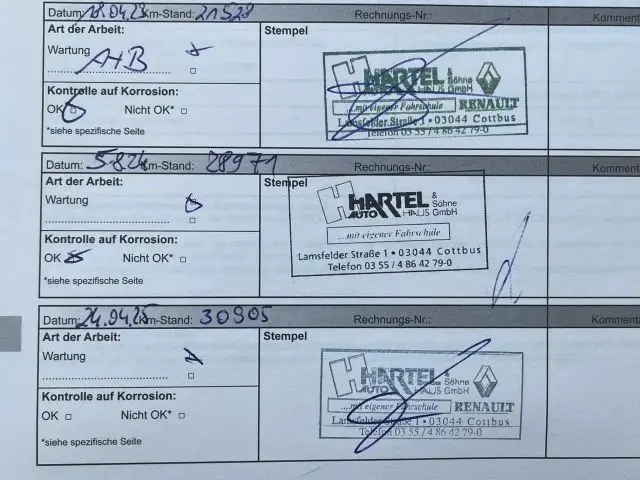 Datum: 18.04.23 Km-Stand: 21528 Rechnungs-Nr.: Komment
Art der Arbeit: Stempel
Wartung
A+B
Kontrolle auf Korrosion:
OK Nicht OK*
*siehe spezifische Seite
HARTEL & Söhne
AUTO HAUS GmbH
...mit eigener Fahrschule RENAULT
Lamsfelder Straße 1 • 03044 Cottbus
Telefon 03 55 / 4 86 42 79-0
Datum: 5.8.24 Km-Stand: 28971 Rechnungs-Nr.: Komment
Art der Arbeit: Stempel
Wartung
Kontrolle auf Korrosion:
OK Nicht OK*
*siehe spezifische Seite
HARTEL & Söhne
AUTO HAUS GmbH
...mit eigener Fahrschule
Lamsfelder Straße 1 • 03044 Cottbus
Telefon 03 55 / 4 86 42 79-0
Datum: 24.04.25 Km-Stand: 30905 Rechnungs-Nr.: Kommenta
Art der Arbeit: Stempel
Wartung
Kontrolle auf Korrosion:
OK Nicht OK*
*siehe spezifische Seite
HARTEL & Söhne
AUTO HAUS GmbH
...mit eigener Fahrschule RENAULT
Lamsfelder Straße 1 • 03044 Cottbus
Telefon 03 55 / 4 86 42 79-0